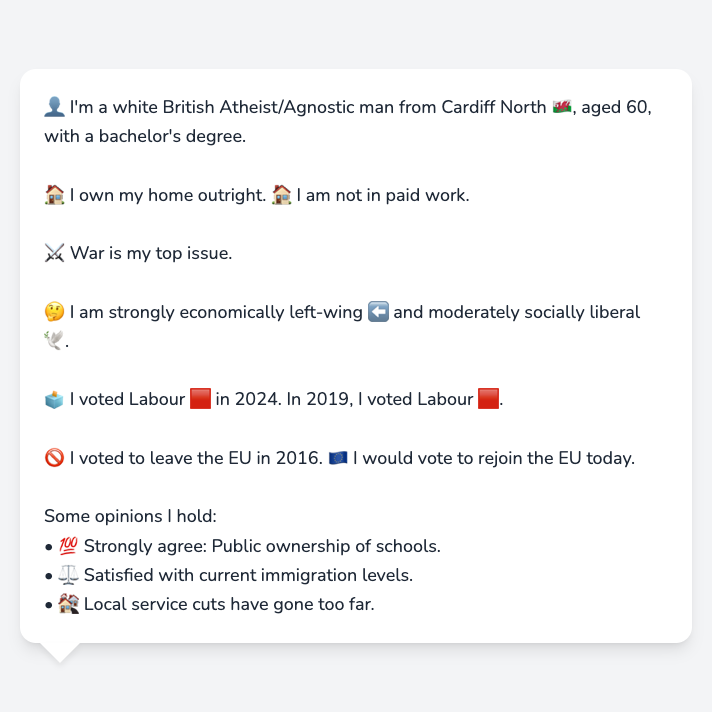 👤 I'm a white British Atheist/Agnostic man from Cardiff North 🏴󠁧󠁢󠁷󠁬󠁳󠁿, aged 60,
with a bachelor's degree.
🏠 I own my home outright. 🏠 I am not in paid work.
⚔️ War is my top issue.
🤔 I am strongly economically left-wing ⬅️ and moderately socially liberal
🕊️.
🗳️ I voted Labour 🟥 in 2024. In 2019, I voted Labour 🟥.
🚫 I voted to leave the EU in 2016. 🇪🇺 I would vote to rejoin the EU today.
Some opinions I hold:
• 💯 Strongly agree: Public ownership of schools.
• ⚖️ Satisfied with current immigration levels.
• 🏚️ Local service cuts have gone too far.